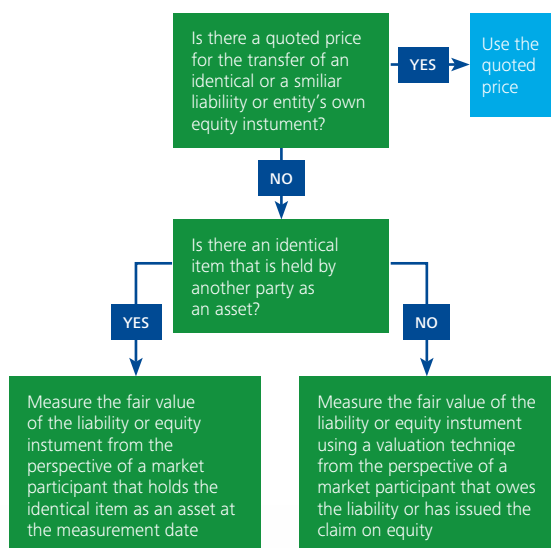 Is there a quoted price
for the transfer of an
identical or a smiliar
liabiliity or entity's own
equity instument?
YES
Use the
quoted
price
NO
Is there an identical
item that is held by
another party as
an asset?
YES
NO
Measure the fair value
of the liability or equity
instument from the
perspective of a market
participant that holds the
identical item as an asset at
the measurement date
Measure the fair value of the
liability or equity instument
using a valuation techniqe
from the perspective of a
market participant that owes
the liability or has issued the
claim on equity